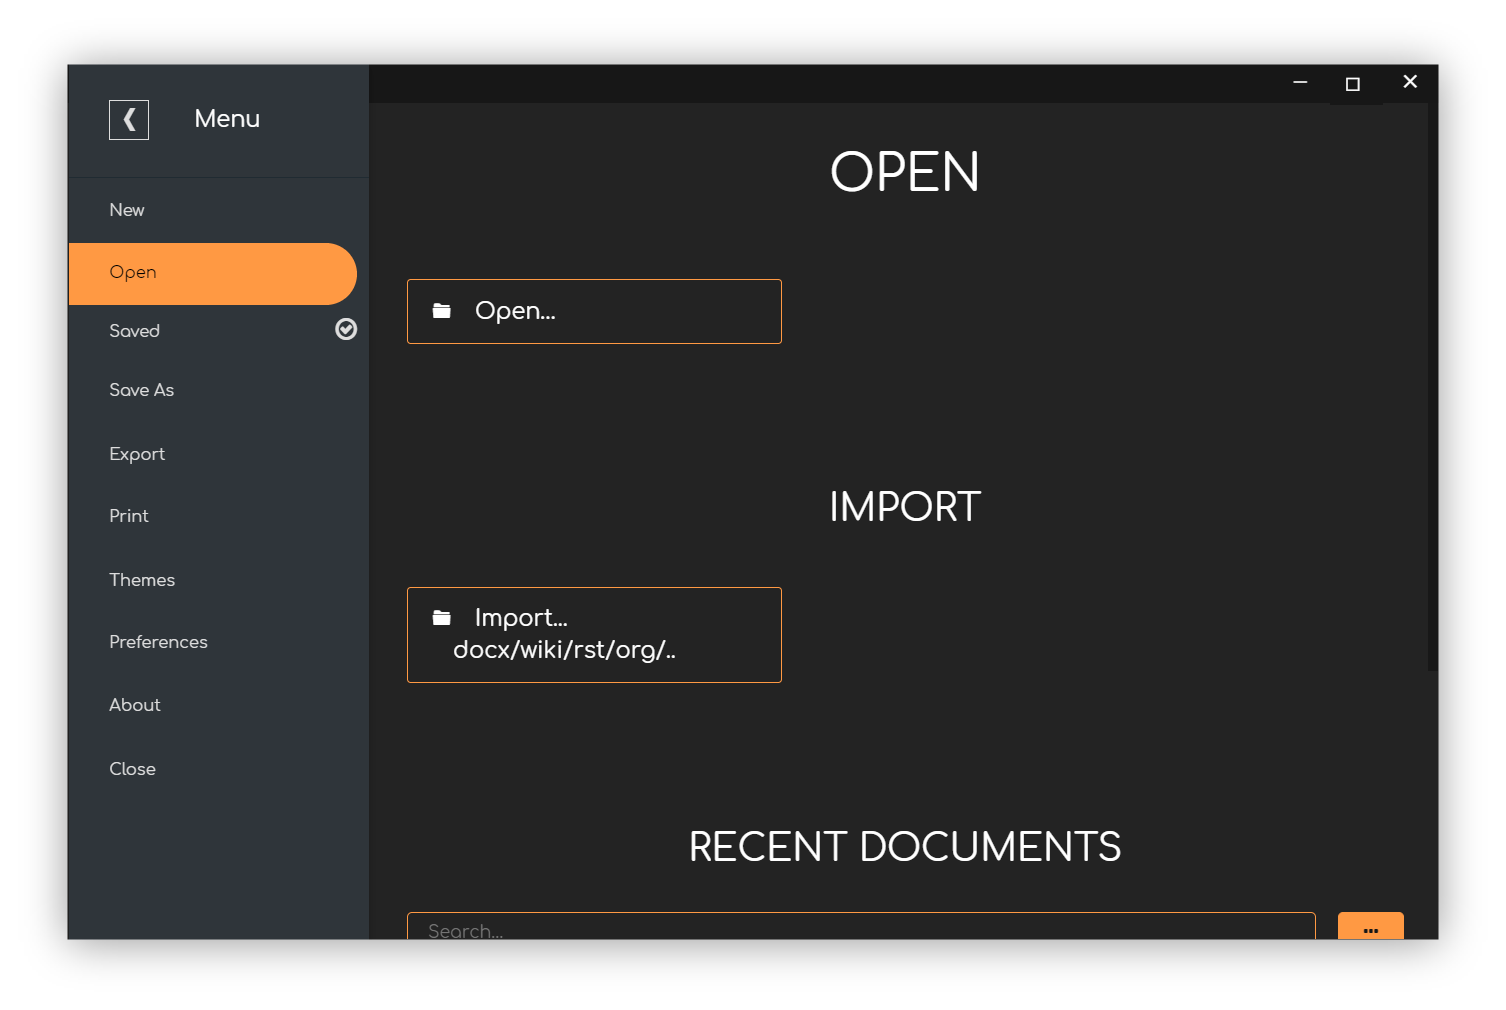 Menu
New
Open
Saved
Save As
Export
Print
Themes
Preferences
About
Close
OPEN
Open...
IMPORT
Import...
docx/wiki/rst/org/..
RECENT DOCUMENTS
Search...
...